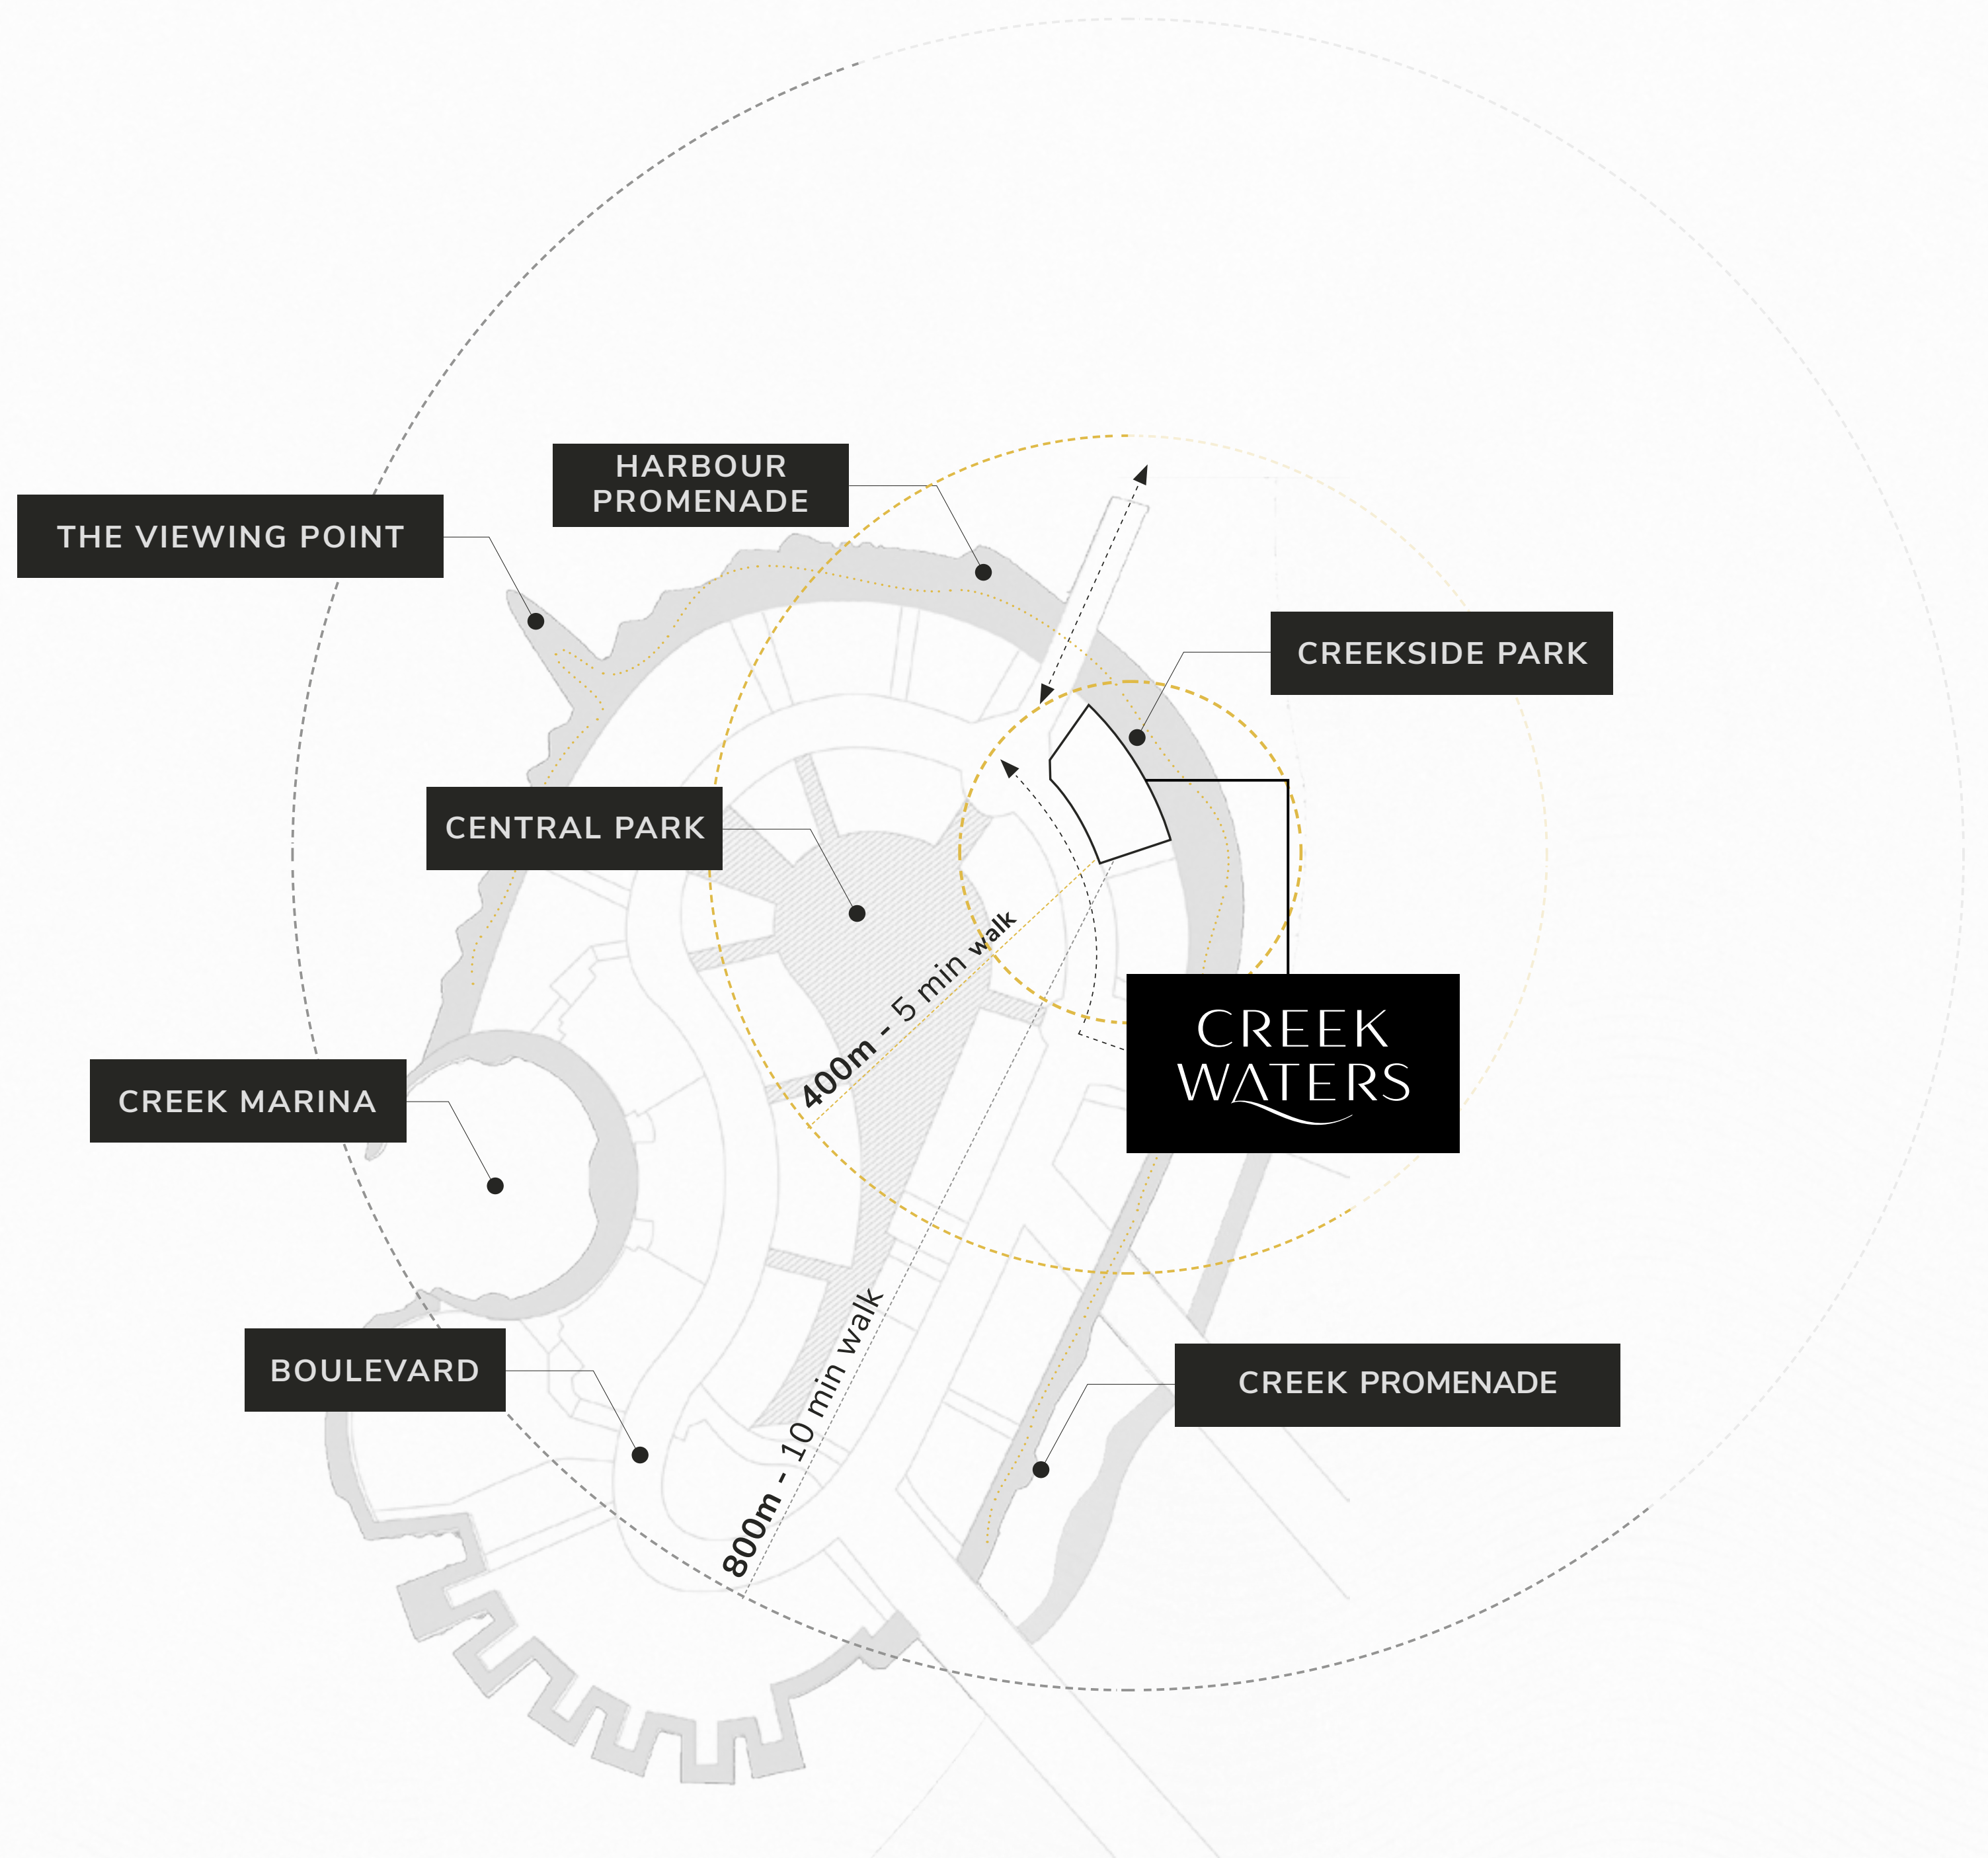 HARBOUR
PROMENADE
THE VIEWING POINT
CREEKSIDE PARK
CENTRAL PARK
400m - 5 min walk
CREEK
WATERS
CREEK MARINA
BOULEVARD
800m - 10 min walk
CREEK PROMENADE